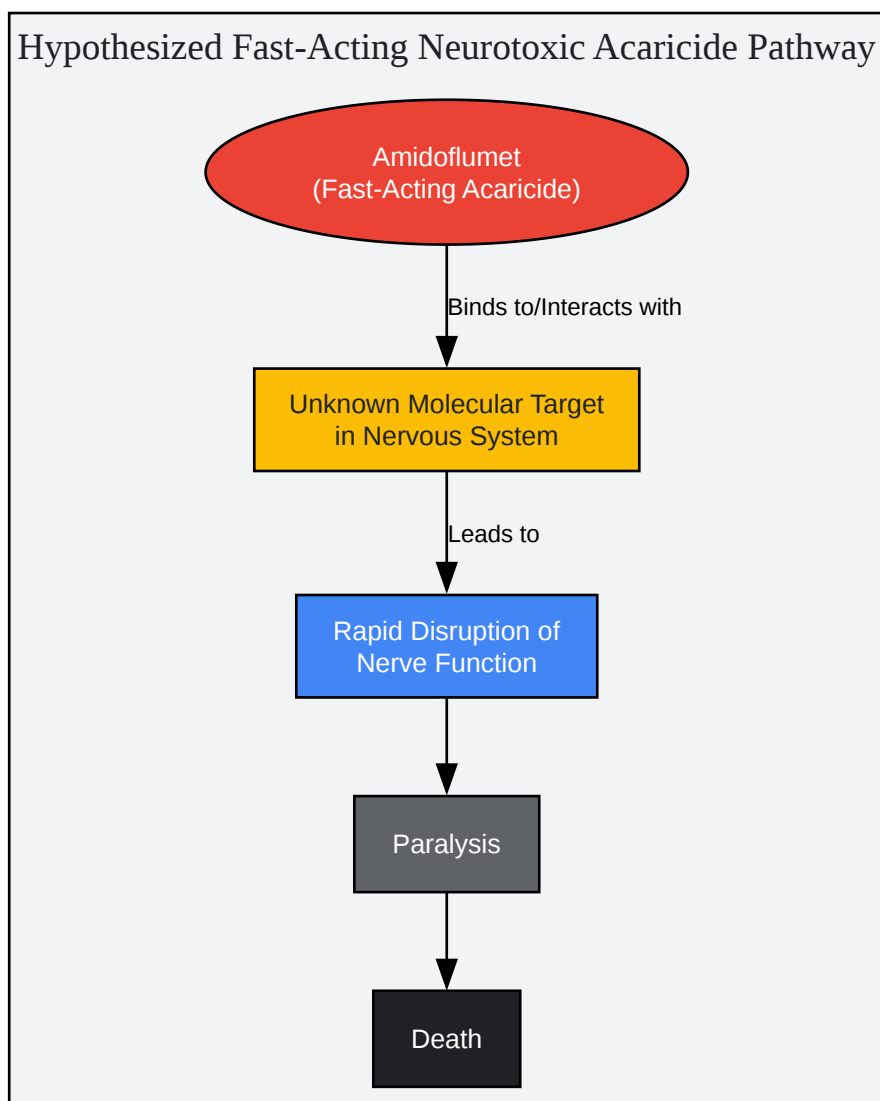 Hypothesized Fast-Acting Neurotoxic Acaricide Pathway
Amidoflumet
(Fast-Acting Acaricide)
Binds to/Interacts with
Unknown Molecular Target
in Nervous System
Leads to
Rapid Disruption of
Nerve Function
Paralysis
Death